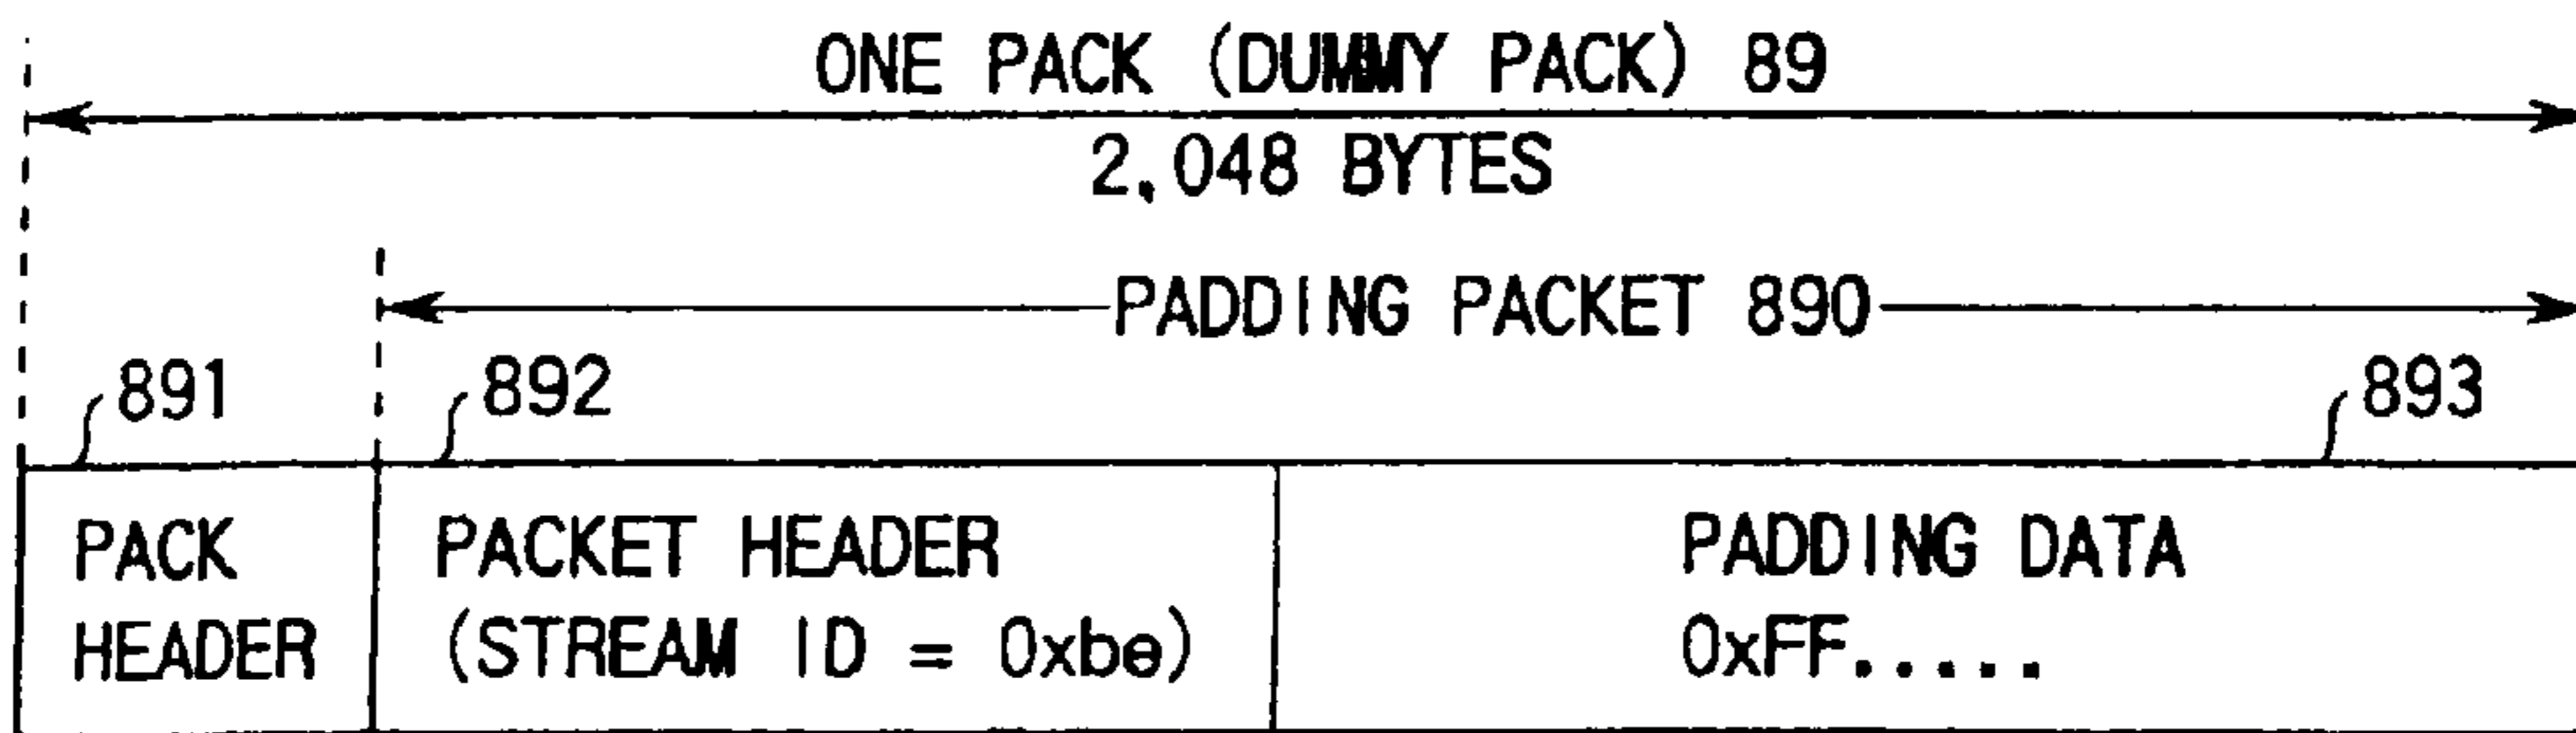 ONE PACK (DUMMY PACK) 89
2,048 BYTES
PADDING PACKET 890
891 892 893
PACK HEADER
PACKET HEADER
(STREAM ID = 0xbe)
PADDING DATA
0xFF.....